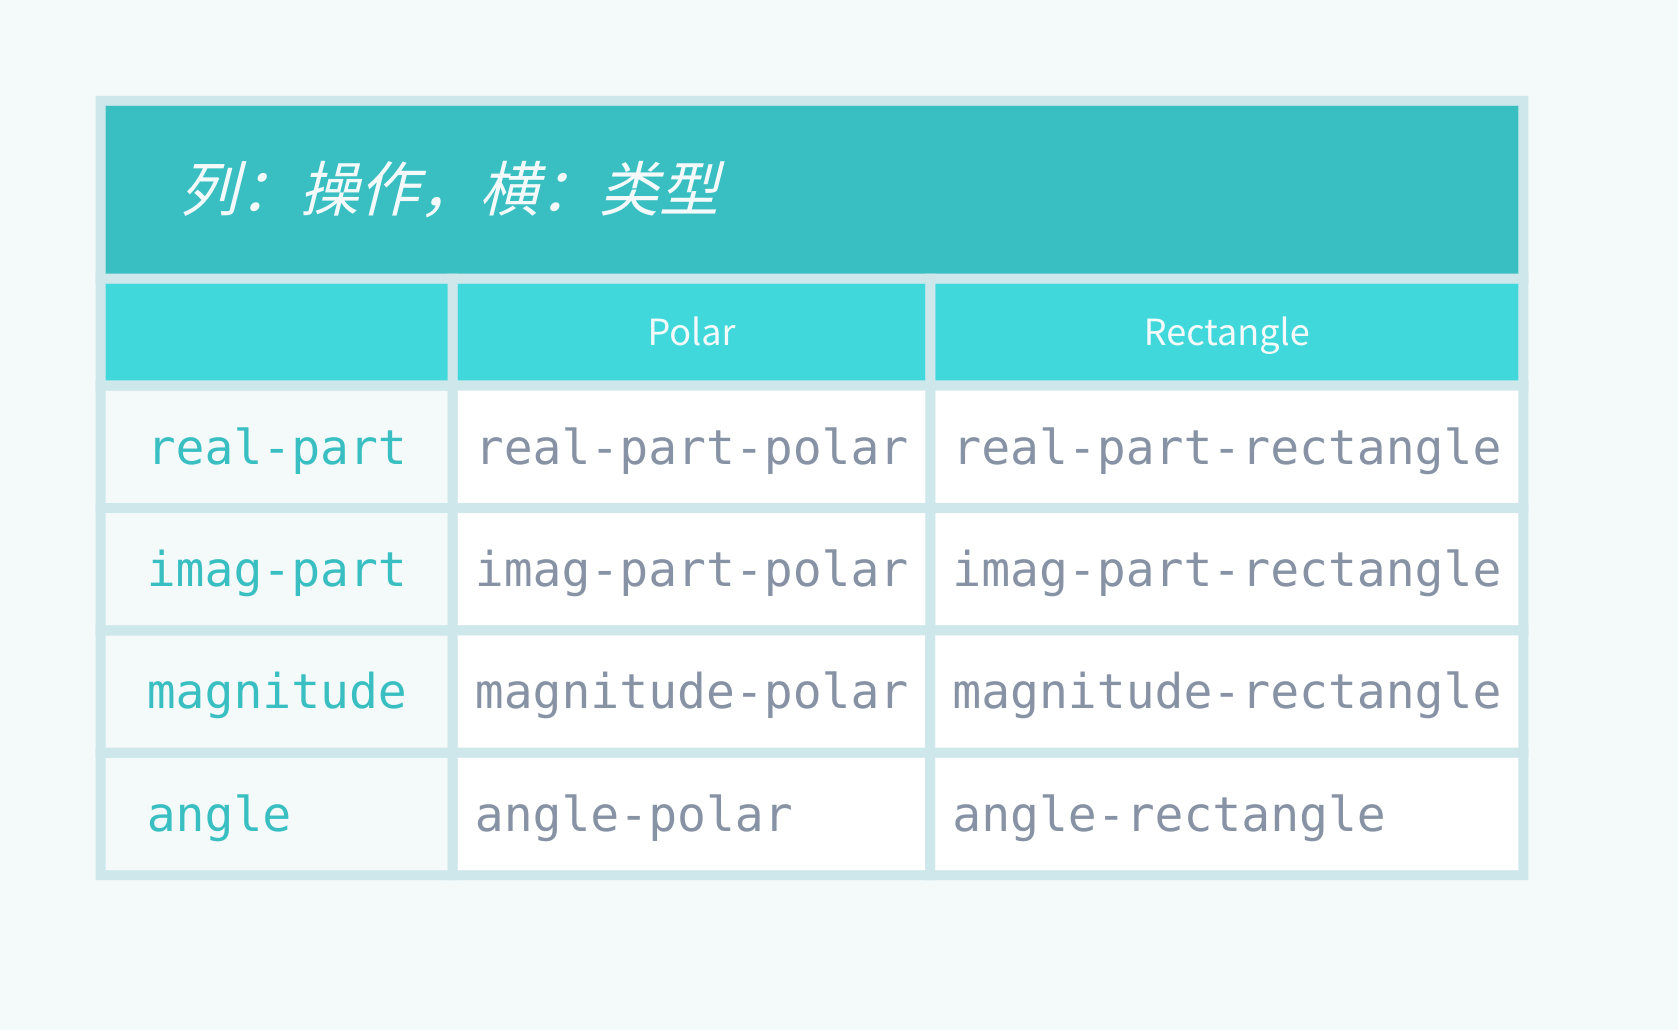 列：操作，横：类型
Polar Rectangle
real-part real-part-polar real-part-rectangle
imag-part imag-part-polar imag-part-rectangle
magnitude magnitude-polar magnitude-rectangle
angle angle-polar angle-rectangle